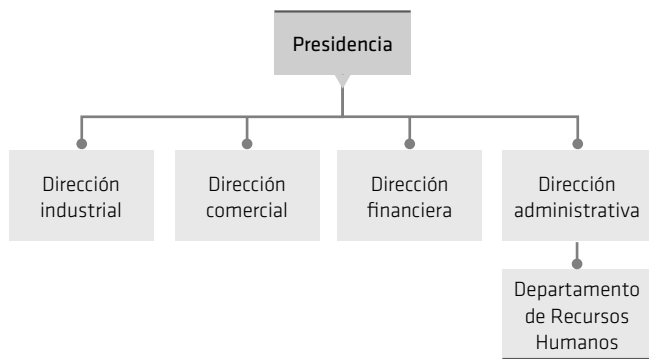 Presidencia
Dirección
industrial
Dirección
comercial
Dirección
financiera
Dirección
administrativa
Departamento
de Recursos
Humanos